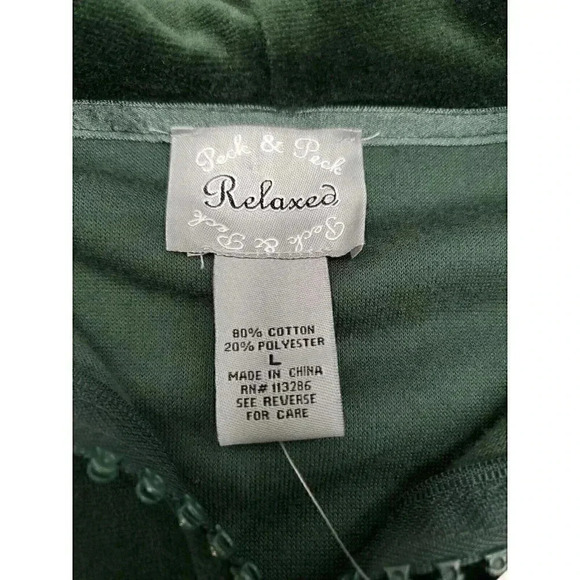 Peck & Peck
Relaxed
Peck & Peck
80% COTTON
20% POLYESTER
L
MADE IN CHINA
RN# 113286
SEE REVERSE
FOR CARE